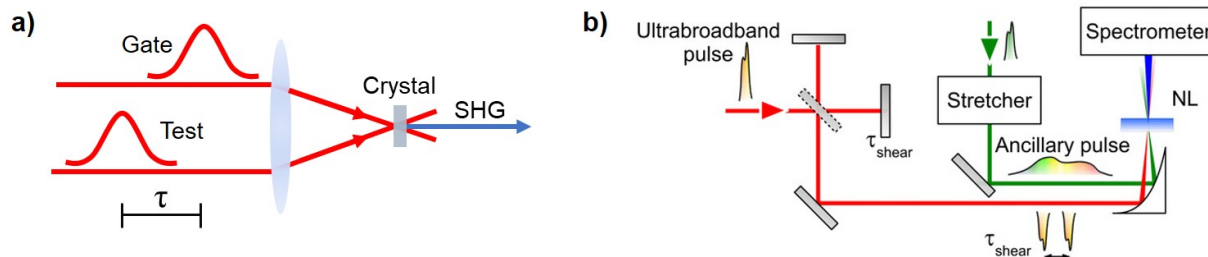 a)
Gate
Test
τ
Crystal
SHG
b)
Ultrabroadband
pulse
τshear
Stretcher
Ancillary pulse
τshear
Spectrometer
NL